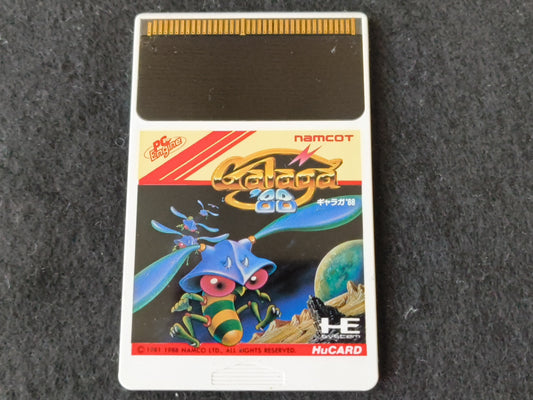 PC Engine
namcot
Galaga
'88
ギャラガ'88
HE
SYSTEM
© 1981 1988 NAMCO LTD., ALL RIGHTS RESERVED.
HuCARD